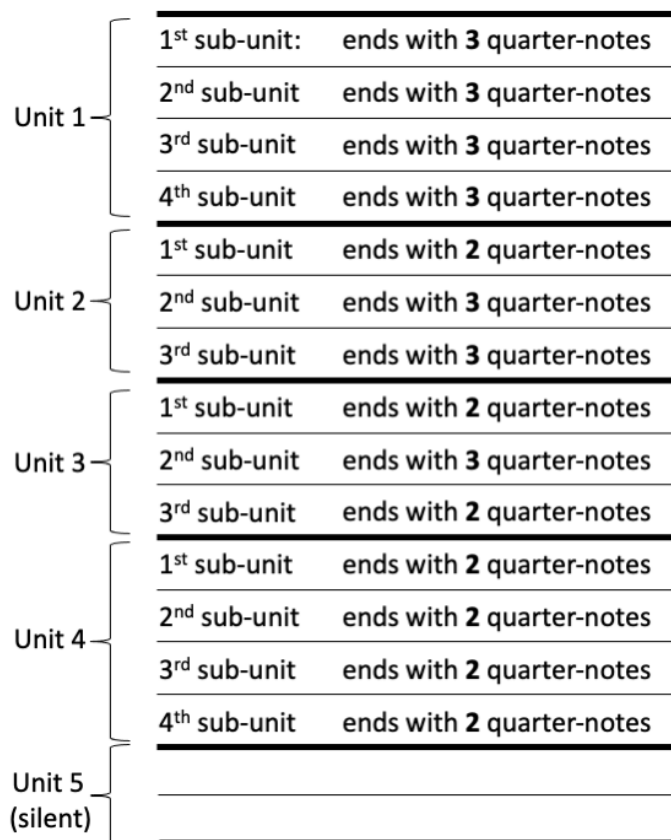 1st sub-unit: ends with 3 quarter-notes
2nd sub-unit ends with 3 quarter-notes
Unit 1
3rd sub-unit ends with 3 quarter-notes
4th sub-unit ends with 3 quarter-notes
1st sub-unit ends with 2 quarter-notes
Unit 2 2nd sub-unit ends with 3 quarter-notes
3rd sub-unit ends with 3 quarter-notes
1st sub-unit ends with 2 quarter-notes
Unit 3 2nd sub-unit ends with 3 quarter-notes
3rd sub-unit ends with 2 quarter-notes
1st sub-unit ends with 2 quarter-notes
2nd sub-unit ends with 2 quarter-notes
Unit 4
3rd sub-unit ends with 2 quarter-notes
4th sub-unit ends with 2 quarter-notes
Unit 5
(silent)